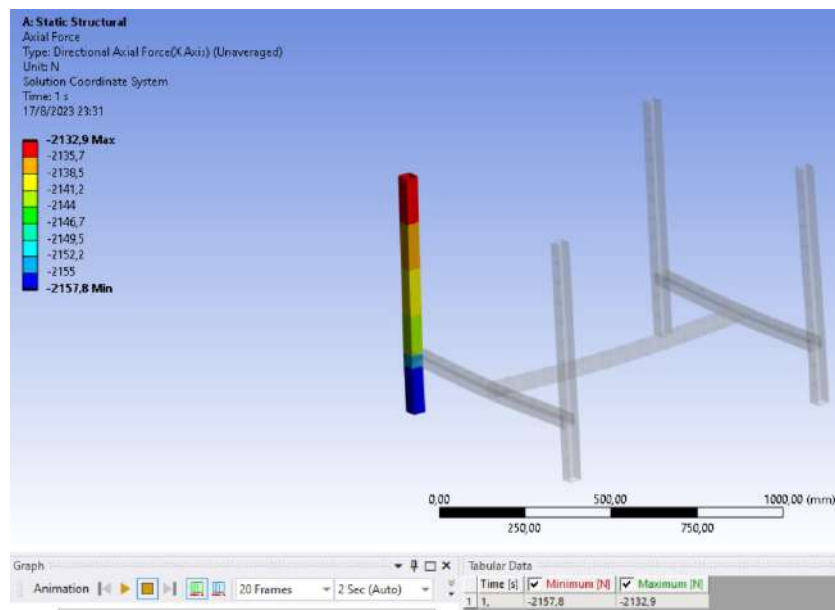 A: Static Structural
Axial Force
Type: Directional Axial Force(X Axis) (Unaveraged)
Unit: N
Solution Coordinate System
Time: 1 s
17/8/2023 23:31
-2132,9 Max
-2135,7
-2138,5
-2141,2
-2144
-2146,7
-2149,5
-2152,2
-2155
-2157,8 Min
0,00 500,00 1000,00 (mm)
250,00 750,00
Graph
Animation 20 Frames 2 Sec (Auto)
Tabular Data
Time [s] Minimum [N] Maximum [N]
1 1, -2157,8 -2132,9